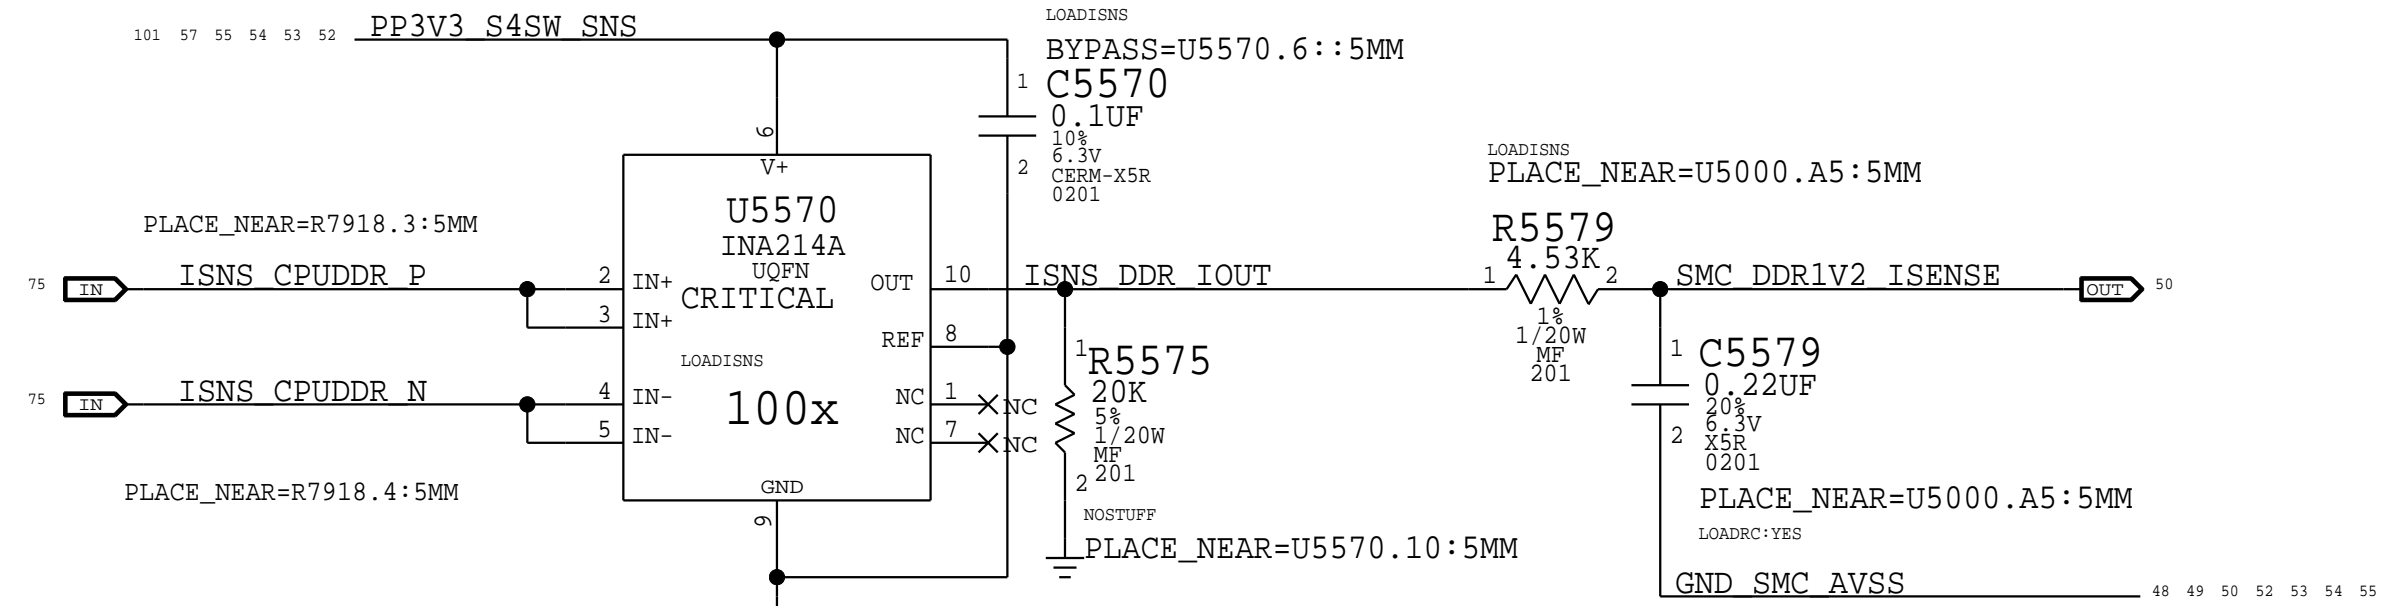 LOADISNS
101 57 55 54 53 52 PP3V3_S4SW_SNS
BYPASS=U5570.6::5MM
1 C5570
0.1UF
10%
6.3V
2 CERM-X5R
0201
6
V+
LOADISNS
PLACE_NEAR=U5000.A5:5MM
PLACE_NEAR=R7918.3:5MM
U5570
INA214A
UQFN
CRITICAL
R5579
4.53K
75 IN ISNS_CPUDDR_P 2 IN+
3 IN+
OUT 10 ISNS_DDR_IOUT 1 2 SMC_DDR1V2_ISENSE OUT 50
1%
1/20W
MF
201
REF 8
LOADISNS
100x
1 R5575
20K
5%
1/20W
MF
201
2
1 C5579
0.22UF
20%
6.3V
2 X5R
0201
75 IN ISNS_CPUDDR_N 4 IN-
5 IN-
NC 1 NC
NC 7 NC
PLACE_NEAR=R7918.4:5MM
GND
9
NOSTUFF
PLACE_NEAR=U5570.10:5MM
PLACE_NEAR=U5000.A5:5MM
LOADRC:YES
GND_SMC_AVSS 48 49 50 52 53 54 55